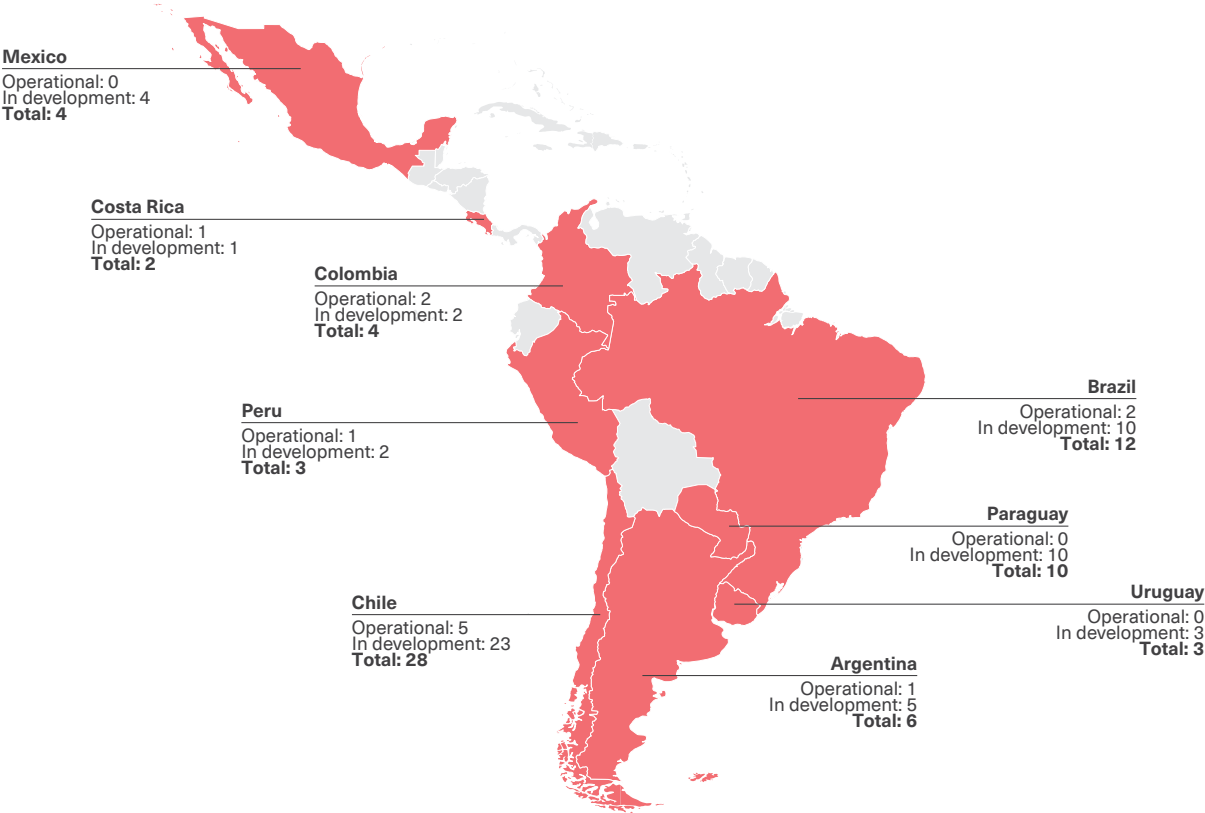 Mexico
Operational: 0
In development: 4
Total: 4
Costa Rica
Operational: 1
In development: 1
Total: 2
Colombia
Operational: 2
In development: 2
Total: 4
Brazil
Operational: 2
In development: 10
Total: 12
Peru
Operational: 1
In development: 2
Total: 3
Paraguay
Operational: 0
In development: 10
Total: 10
Uruguay
Operational: 0
In development: 3
Total: 3
Chile
Operational: 5
In development: 23
Total: 28
Argentina
Operational: 1
In development: 5
Total: 6